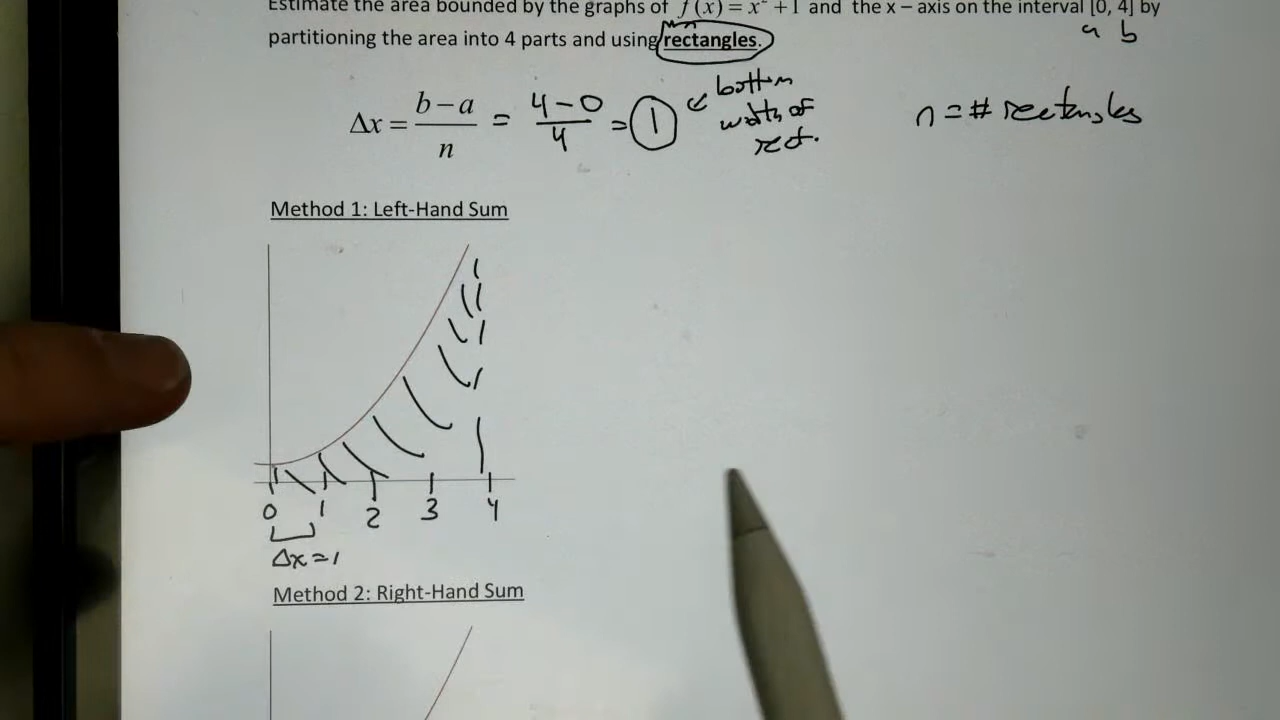 Estimate the area bounded by the graphs of f(x) = x² + 1 and the x – axis on the interval [0, 4] by
a b
partitioning the area into 4 parts and using rectangles.
Δx = b – a / n = 4 – 0 / 4 = 1
bottom
width of
rect.
n = # rectangles
Method 1: Left-Hand Sum
0 1 2 3 4
Δx = 1
Method 2: Right-Hand Sum